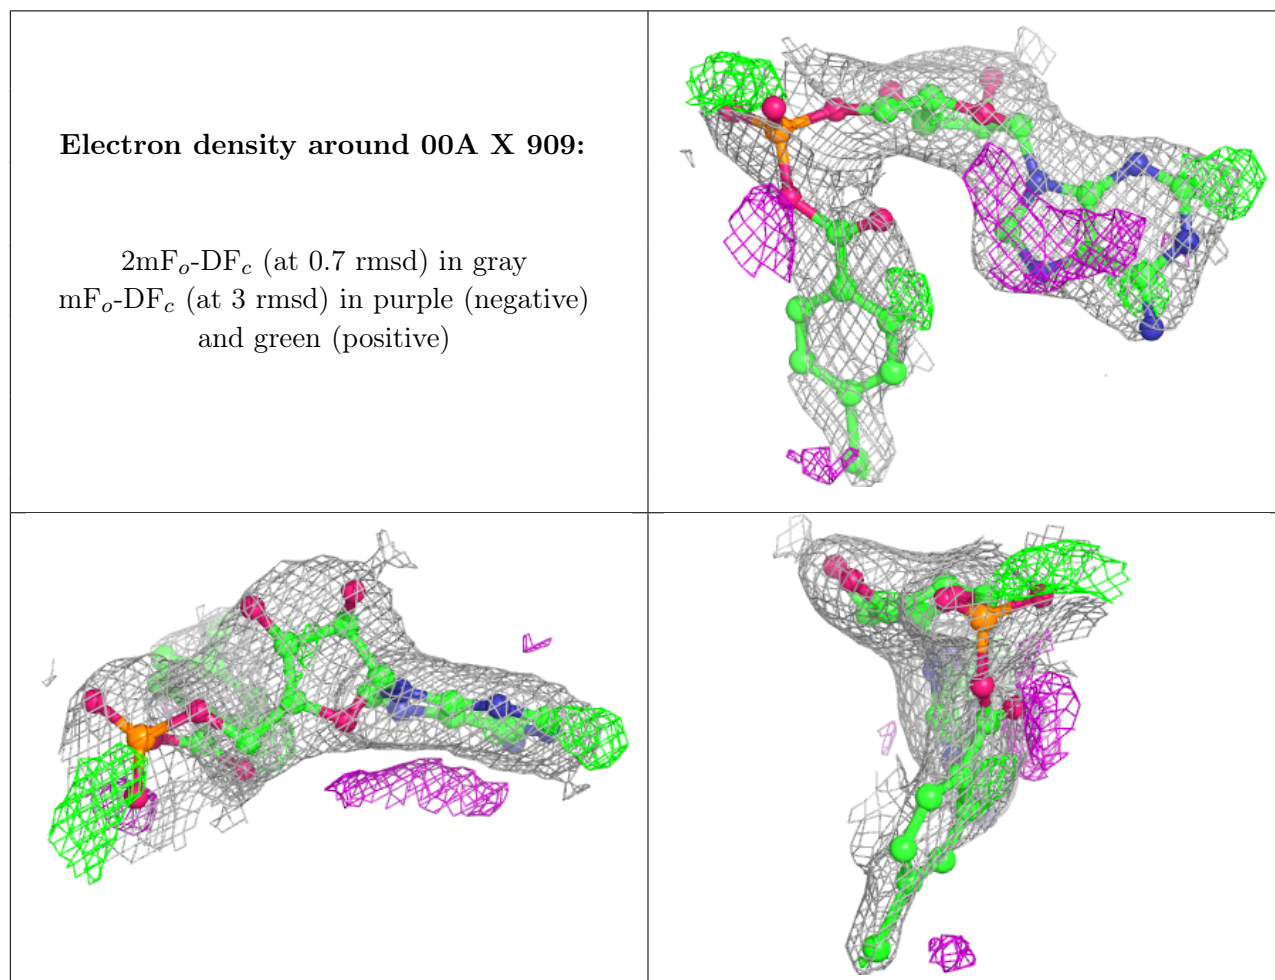 Electron density around 00A X 909:
2mFo-DFc (at 0.7 rmsd) in gray
mFo-DFc (at 3 rmsd) in purple (negative)
and green (positive)